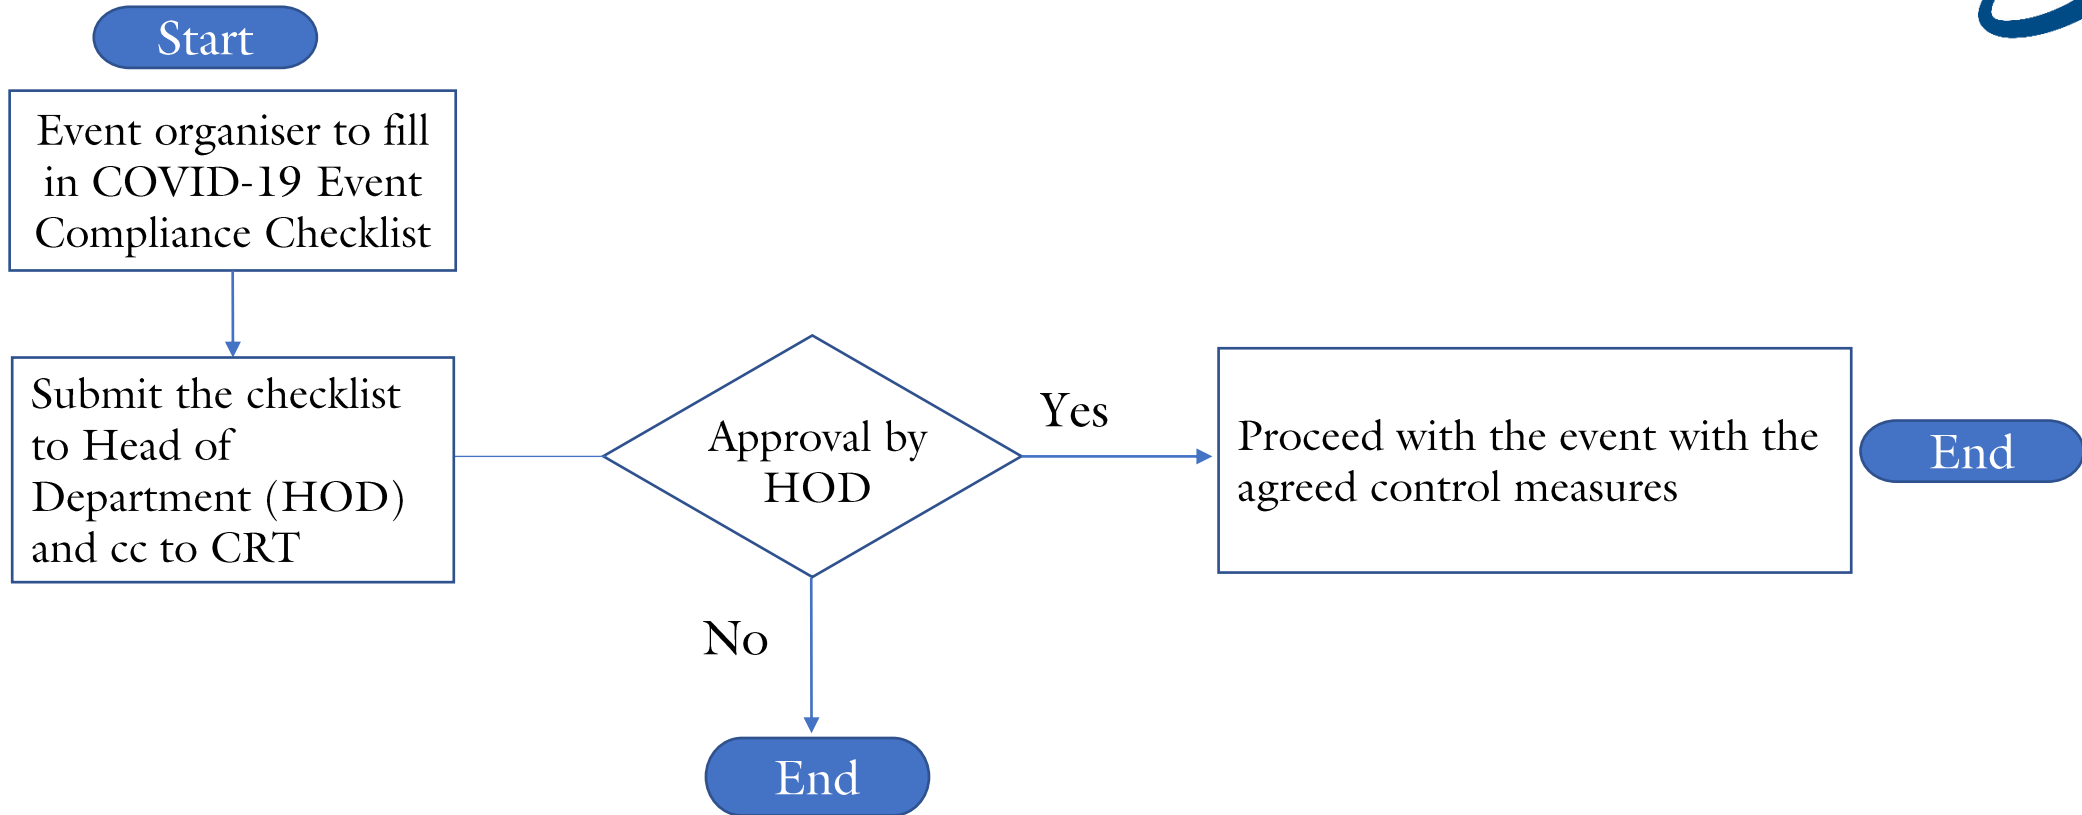 Start
Event organiser to fill
in COVID-19 Event
Compliance Checklist
Submit the checklist
to Head of
Department (HOD)
and cc to CRT
Approval by
HOD
Yes
Proceed with the event with the
agreed control measures
End
No
End